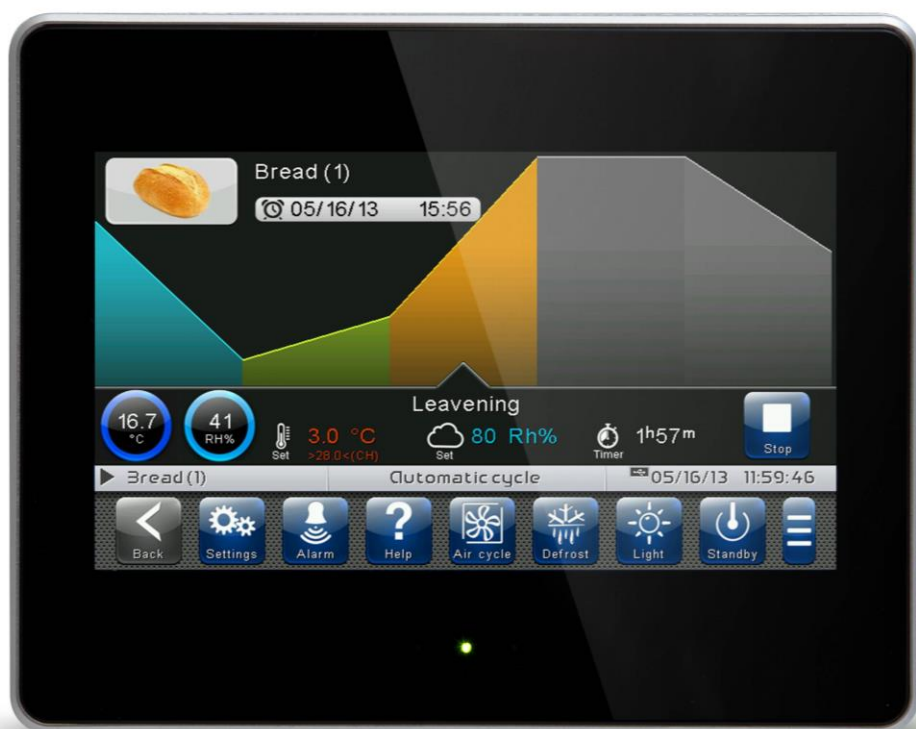 Bread (1)
05/16/13 15:56
Leavening
16.7 °C
41 RH%
Set 3.0 °C
>28.0<(CH)
Set 80 Rh%
Timer 1h57m
Stop
Bread (1) Automatic cycle 05/16/13 11:59:46
Back Settings Alarm Help Air cycle Defrost Light Standby